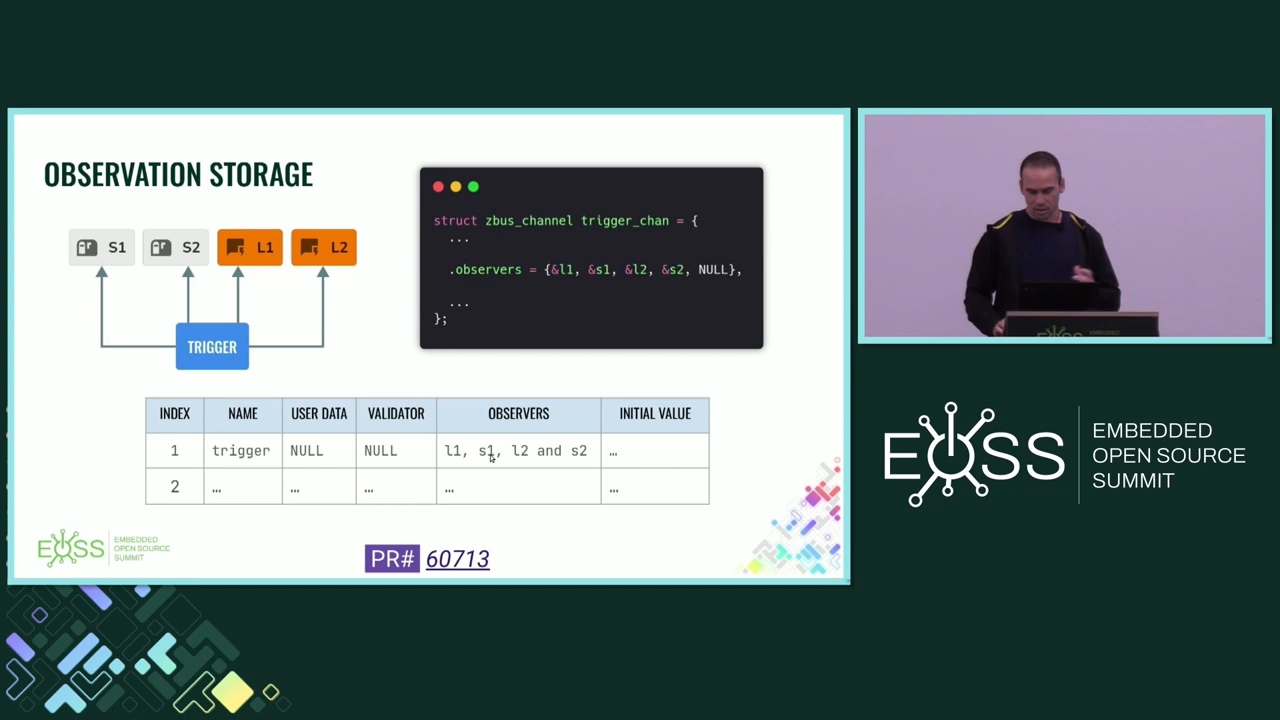 OBSERVATION STORAGE
S1
S2
L1
L2
TRIGGER
struct zbus_channel trigger_chan = {
...
.observers = {&l1, &s1, &l2, &s2, NULL},
...
};
INDEX NAME USER DATA VALIDATOR OBSERVERS INITIAL VALUE
1 trigger NULL NULL l1, s1, l2 and s2 …
2 … … … … …
EOSS
EMBEDDED
OPEN SOURCE
SUMMIT
PR# 60713
EOSS
EMBEDDED
OPEN SOURCE
SUMMIT